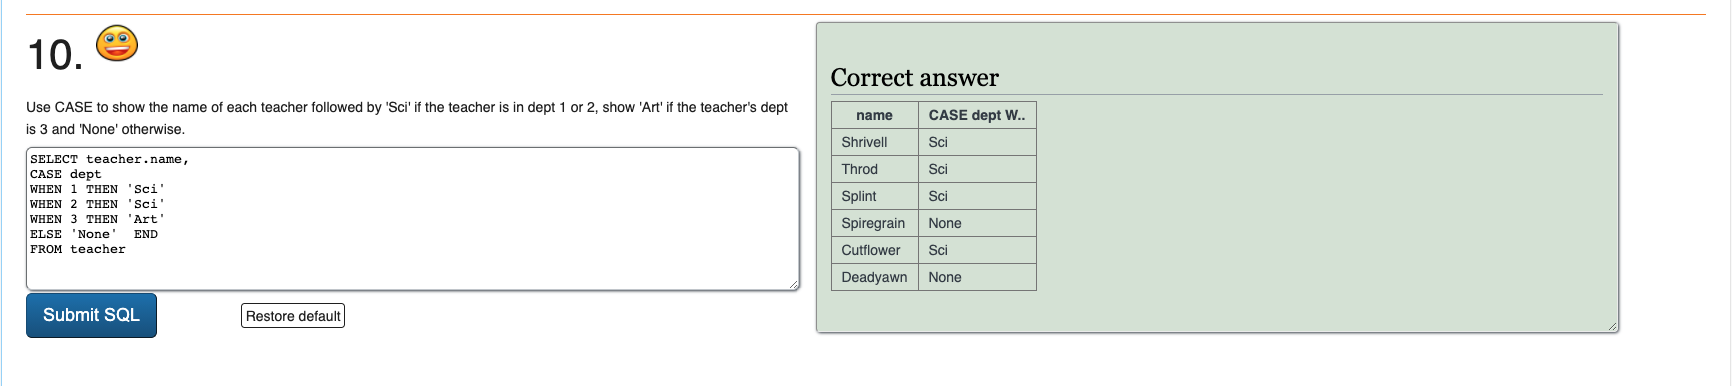 10.
Use CASE to show the name of each teacher followed by 'Sci' if the teacher is in dept 1 or 2, show 'Art' if the teacher's dept
is 3 and 'None' otherwise.
SELECT teacher.name,
CASE dept
WHEN 1 THEN 'Sci'
WHEN 2 THEN 'Sci'
WHEN 3 THEN 'Art'
ELSE 'None'  END
FROM teacher
Submit SQL
Restore default
Correct answer
name CASE dept W..
Shrivell Sci
Throd Sci
Splint Sci
Spiregrain None
Cutflower Sci
Deadyawn None